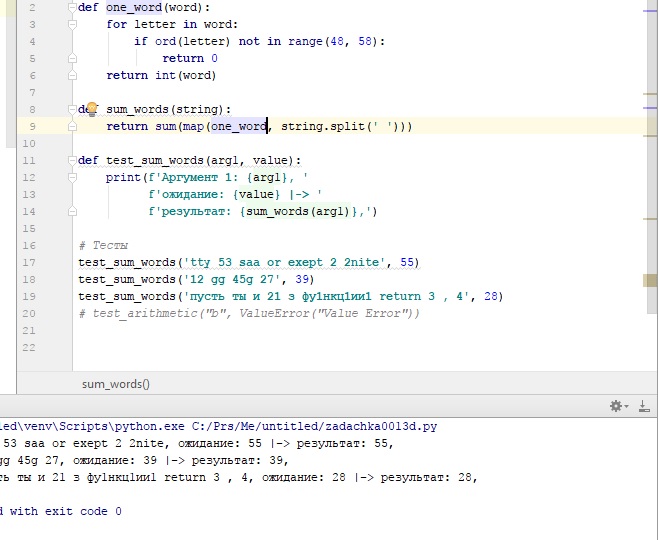 2 def one_word(word):
3 for letter in word:
4 if ord(letter) not in range(48, 58):
5 return 0
6 return int(word)
7
8 def sum_words(string):
9 return sum(map(one_word, string.split(' ')))
10
11 def test_sum_words(arg1, value):
12 print(f'Аргумент 1: {arg1}, '
13 f'ожидание: {value} |-> '
14 f'результат: {sum_words(arg1)},')
15
16 # Тесты
17 test_sum_words('tty 53 saa or exept 2 2nite', 55)
18 test_sum_words('12 gg 45g 27', 39)
19 test_sum_words('пусть ты и 21 з фу1нкц1ии1 return 3 , 4', 28)
20 # test_arithmetic("b", ValueError("Value Error"))
21
22
sum_words()
led\venv\Scripts\python.exe C:/Prs/Me/untitled/zadachka0013d.py
53 saa or exept 2 2nite, ожидание: 55 |-> результат: 55,
gg 45g 27, ожидание: 39 |-> результат: 39,
ть ты и 21 з фу1нкц1ии1 return 3 , 4, ожидание: 28 |-> результат: 28,
d with exit code 0